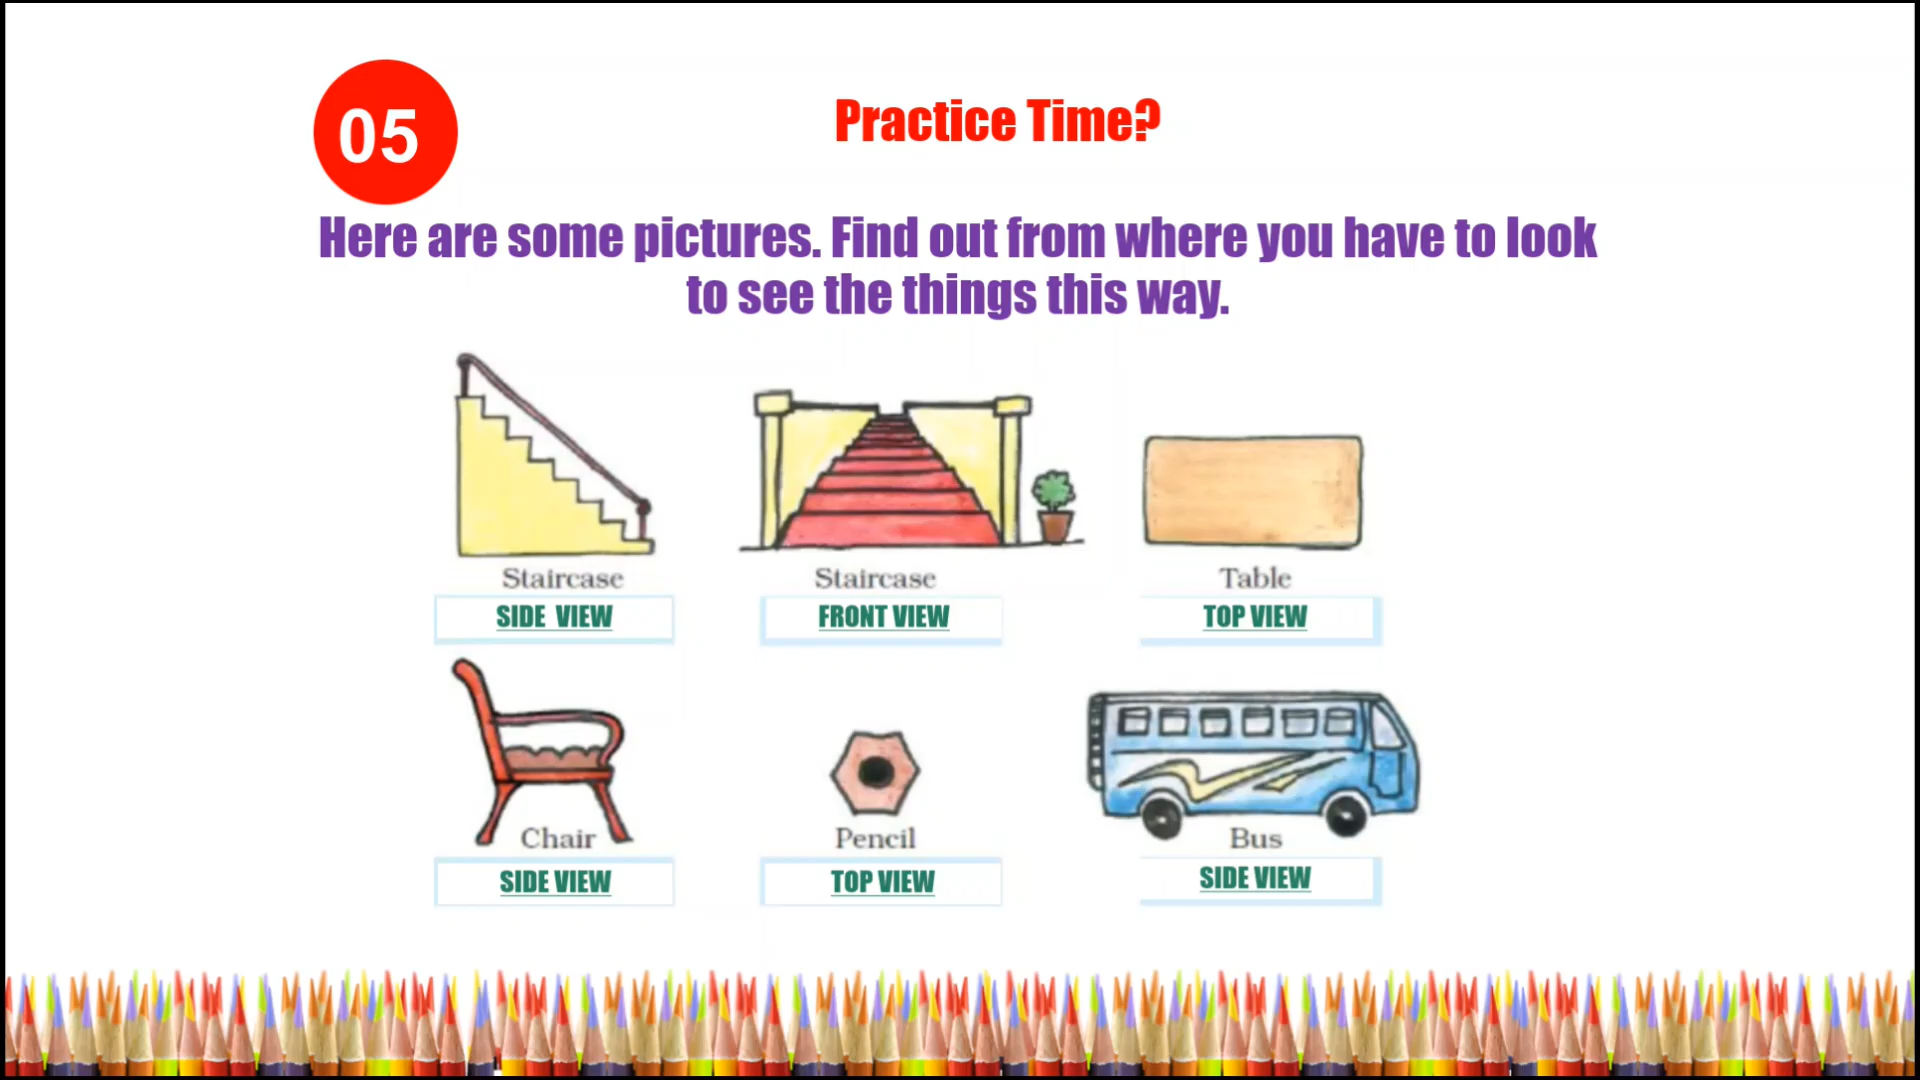 05
Practice Time?
Here are some pictures. Find out from where you have to look
to see the things this way.
Staircase
SIDE VIEW
Staircase
FRONT VIEW
Table
TOP VIEW
Chair
SIDE VIEW
Pencil
TOP VIEW
Bus
SIDE VIEW